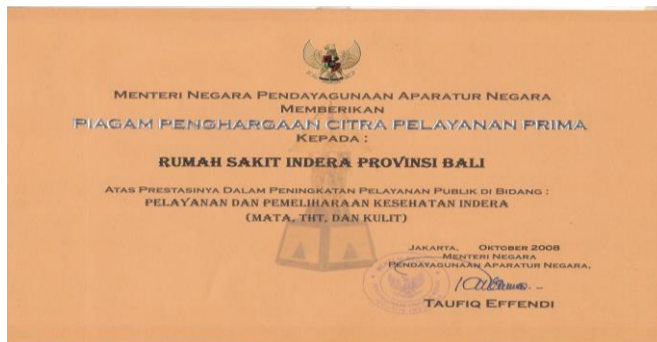 MENTERI NEGARA PENDAYAGUNAAN APARATUR NEGARA
MEMBERIKAN
PIAGAM PENGHARGAAN CITRA PELAYANAN PRIMA
KEPADA :
RUMAH SAKIT INDERA PROVINSI BALI
ATAS PRESTASINYA DALAM PENINGKATAN PELAYANAN PUBLIK DI BIDANG :
PELAYANAN DAN PEMELIHARAAN KESEHATAN INDERA
(MATA, THT, DAN KULIT)
JAKARTA, OKTOBER 2008
MENTERI NEGARA
PENDAYAGUNAAN APARATUR NEGARA,
TAUFIQ EFFENDI